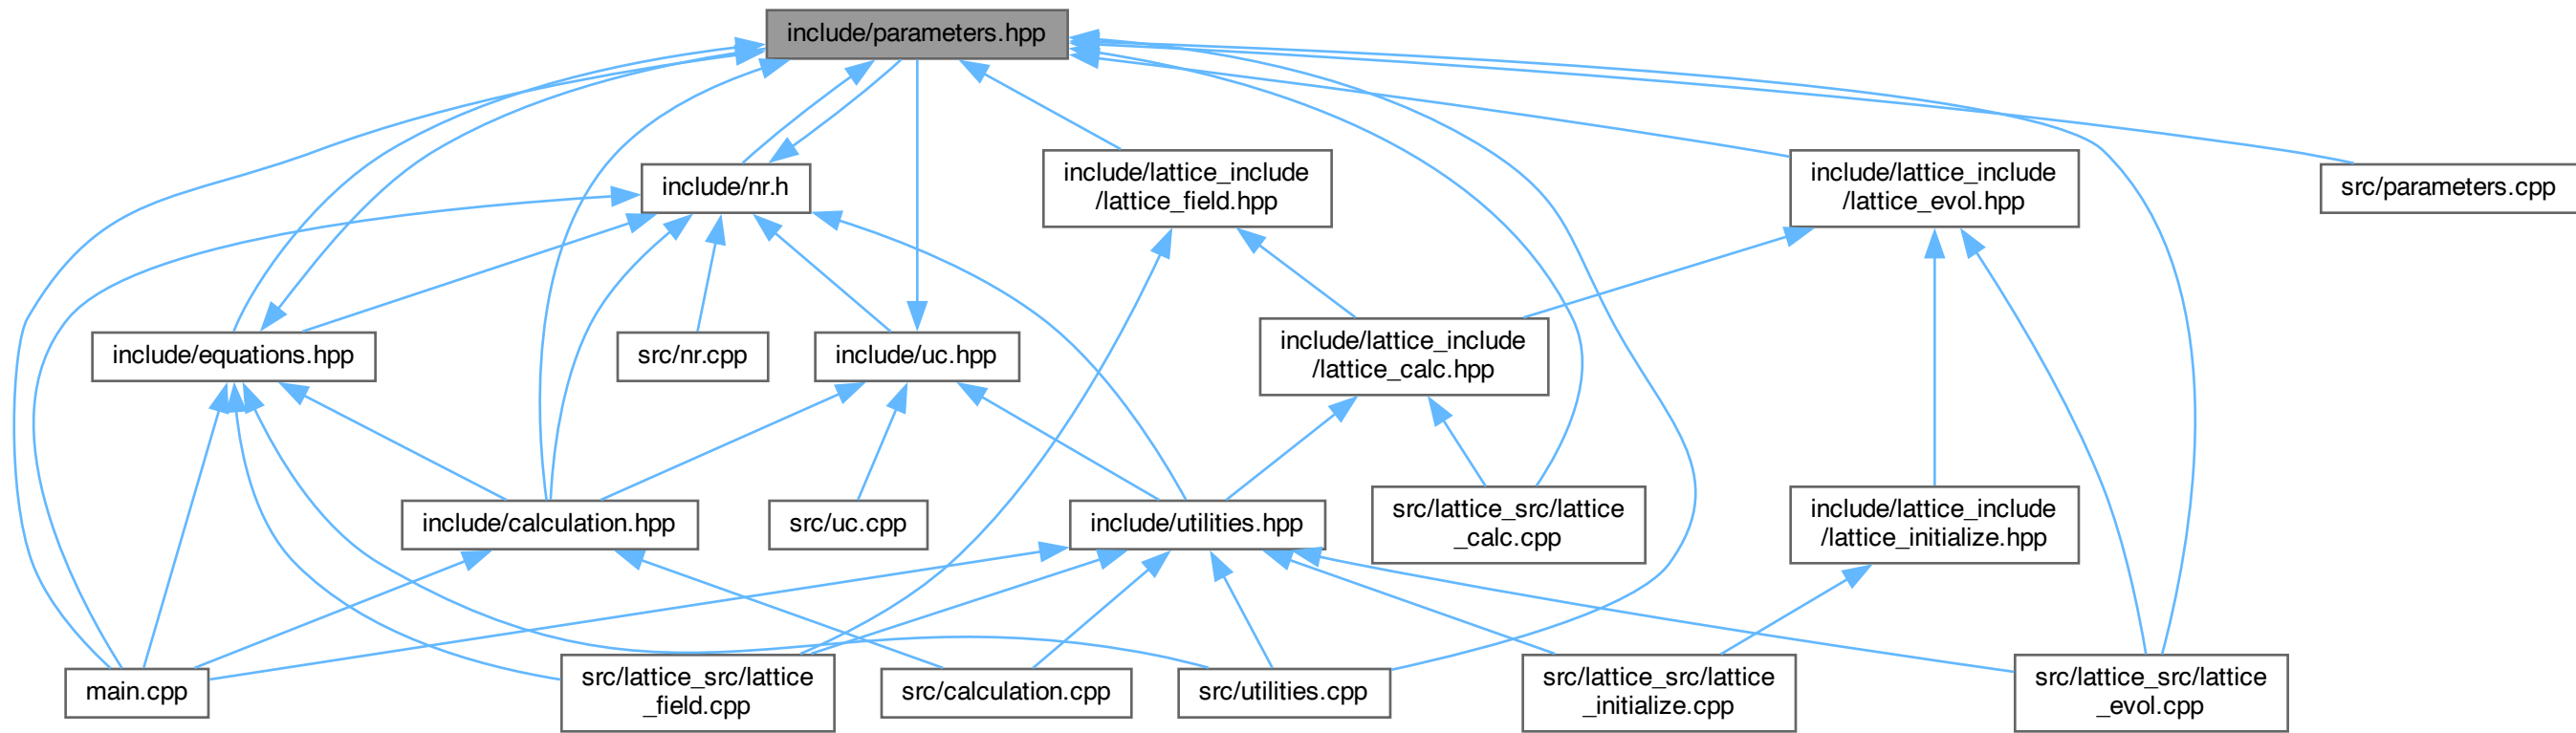 include/parameters.hpp
include/nr.h
include/lattice_include
/lattice_field.hpp
include/lattice_include
/lattice_evol.hpp
src/parameters.cpp
include/equations.hpp
src/nr.cpp
include/uc.hpp
include/lattice_include
/lattice_calc.hpp
include/calculation.hpp
src/uc.cpp
include/utilities.hpp
src/lattice_src/lattice
_calc.cpp
include/lattice_include
/lattice_initialize.hpp
main.cpp
src/lattice_src/lattice
_field.cpp
src/calculation.cpp
src/utilities.cpp
src/lattice_src/lattice
_initialize.cpp
src/lattice_src/lattice
_evol.cpp